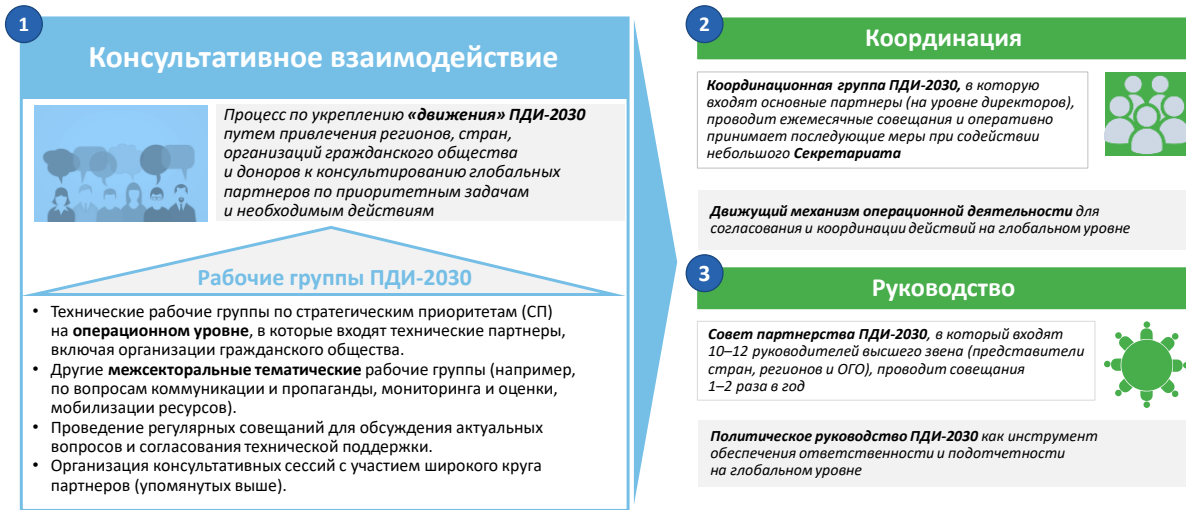 1
Консультативное взаимодействие
Процесс по укреплению «движения» ПДИ-2030
путем привлечения регионов, стран,
организаций гражданского общества
и доноров к консультированию глобальных
партнеров по приоритетным задачам
и необходимым действиям
Рабочие группы ПДИ-2030
• Технические рабочие группы по стратегическим приоритетам (СП)
на операционном уровне, в которые входят технические партнеры,
включая организации гражданского общества.
• Другие межсекторальные тематические рабочие группы (например,
по вопросам коммуникации и пропаганды, мониторинга и оценки,
мобилизации ресурсов).
• Проведение регулярных совещаний для обсуждения актуальных
вопросов и согласования технической поддержки.
• Организация консультативных сессий с участием широкого круга
партнеров (упомянутых выше).
2
Координация
Координационная группа ПДИ-2030, в которую
входят основные партнеры (на уровне директоров),
проводит ежемесячные совещания и оперативно
принимает последующие меры при содействии
небольшого Секретариата
Движущий механизм операционной деятельности для
согласования и координации действий на глобальном уровне
3
Руководство
Совет партнерства ПДИ-2030, в который входят
10–12 руководителей высшего звена (представители
стран, регионов и ОГО), проводит совещания
1–2 раза в год
Политическое руководство ПДИ-2030 как инструмент
обеспечения ответственности и подотчетности
на глобальном уровне